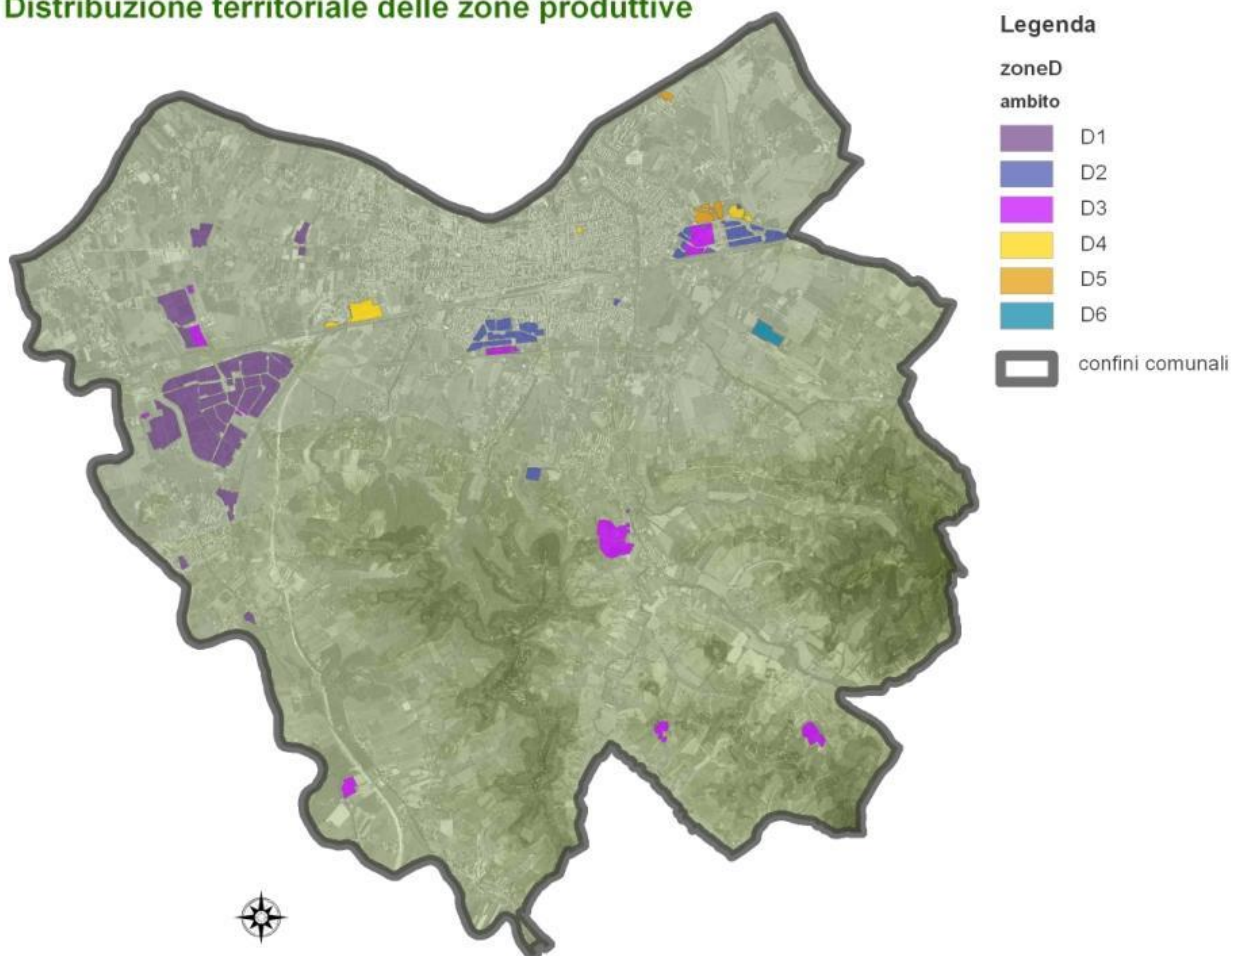 Distribuzione territoriale delle zone produttive
Legenda
zoneD
ambito
D1
D2
D3
D4
D5
D6
confini comunali